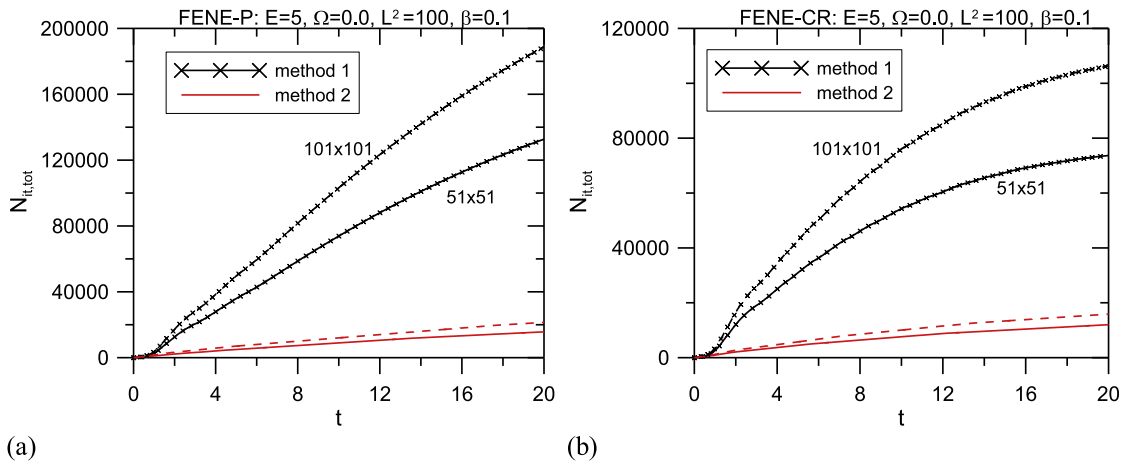 FENE-P: E=5, Ω=0.0, L²=100, β=0.1
200000
160000
120000
80000
40000
0
N_it,tot
method 1
method 2
101x101
51x51
0 4 8 12 16 20
t
(a)
FENE-CR: E=5, Ω=0.0, L²=100, β=0.1
120000
80000
40000
0
N_it,tot
method 1
method 2
101x101
51x51
0 4 8 12 16 20
t
(b)